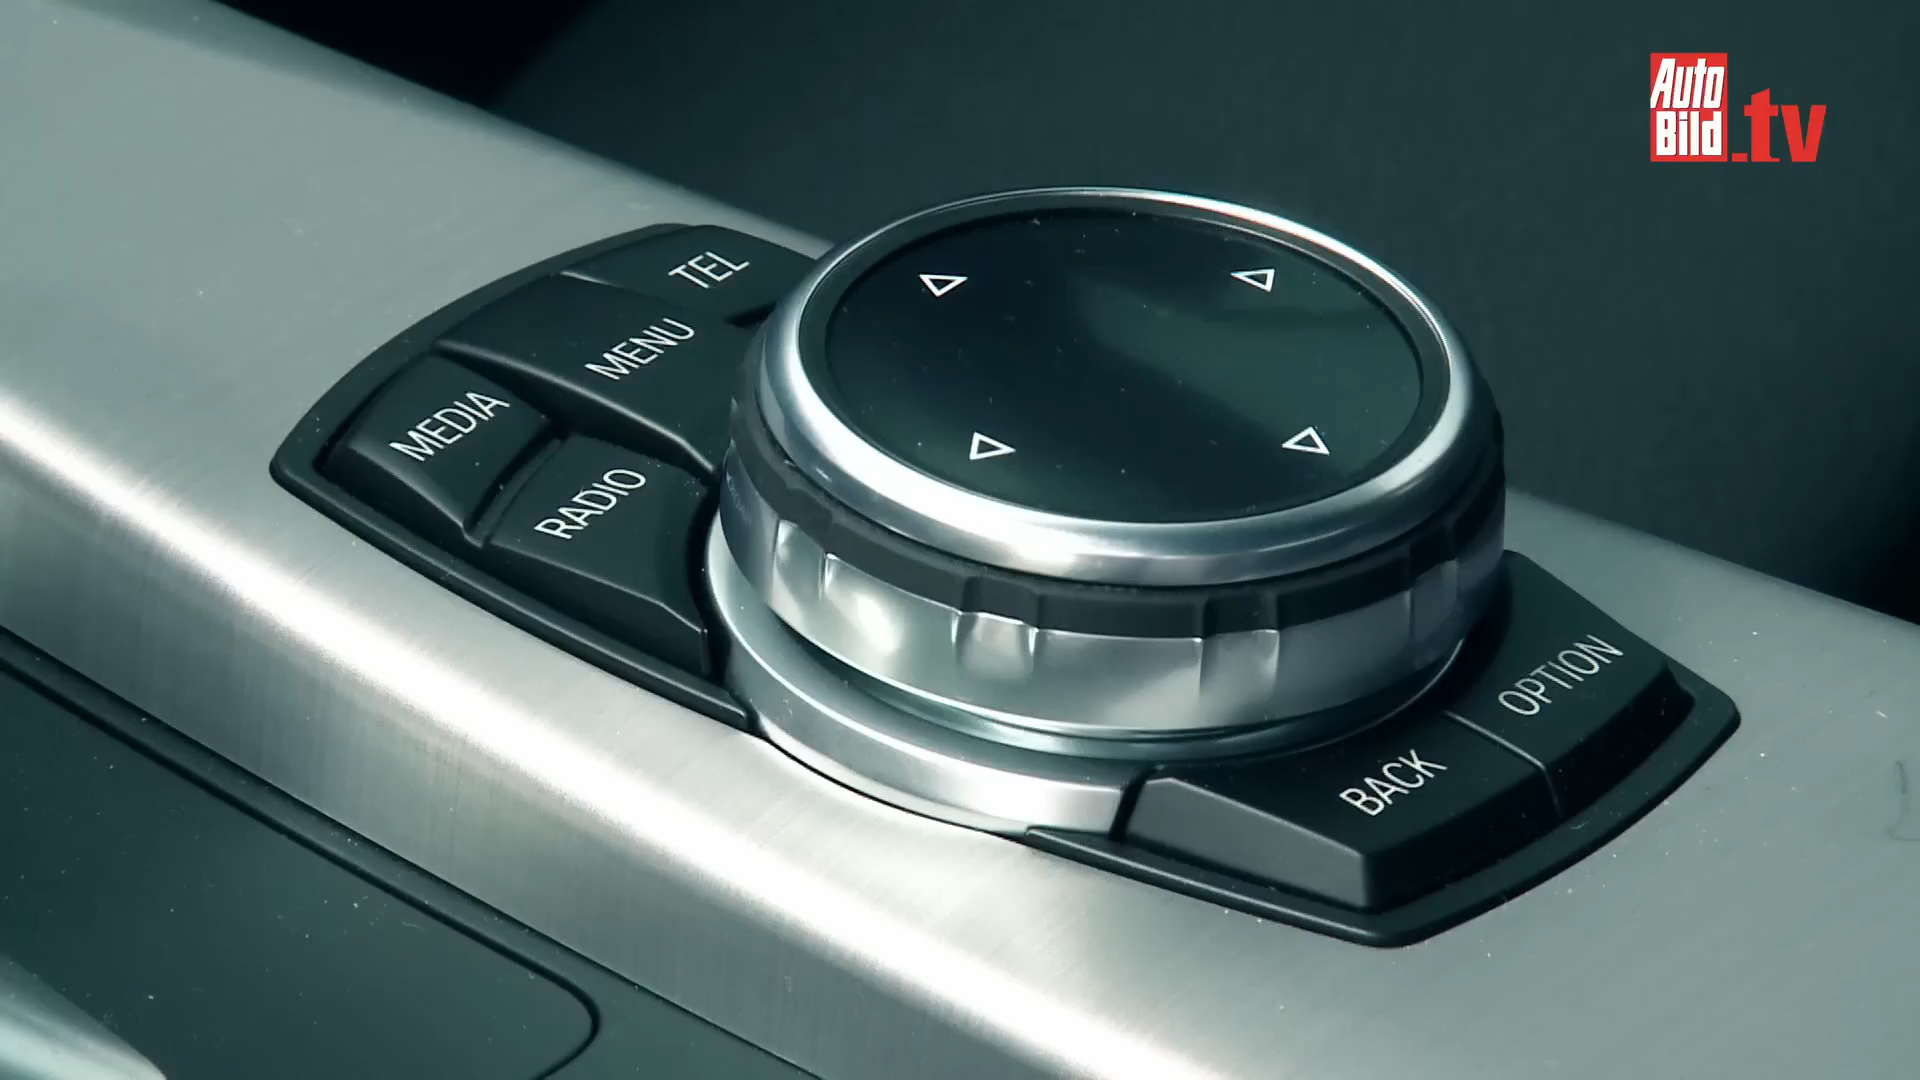 Auto
Bild
.tv
TEL
MENU
MEDIA
RADIO
OPTION
BACK